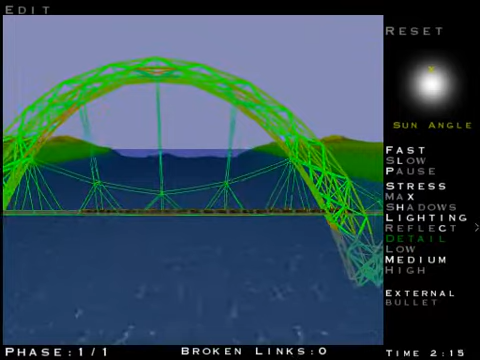 EDIT
RESET
SUN ANGLE
FAST
SLOW
PAUSE
STRESS
MAX
SHADOWS
LIGHTING
REFLECT
DETAIL
LOW
MEDIUM
HIGH
EXTERNAL
BULLET
PHASE:1/1 BROKEN LINKS:0 TIME 2:15